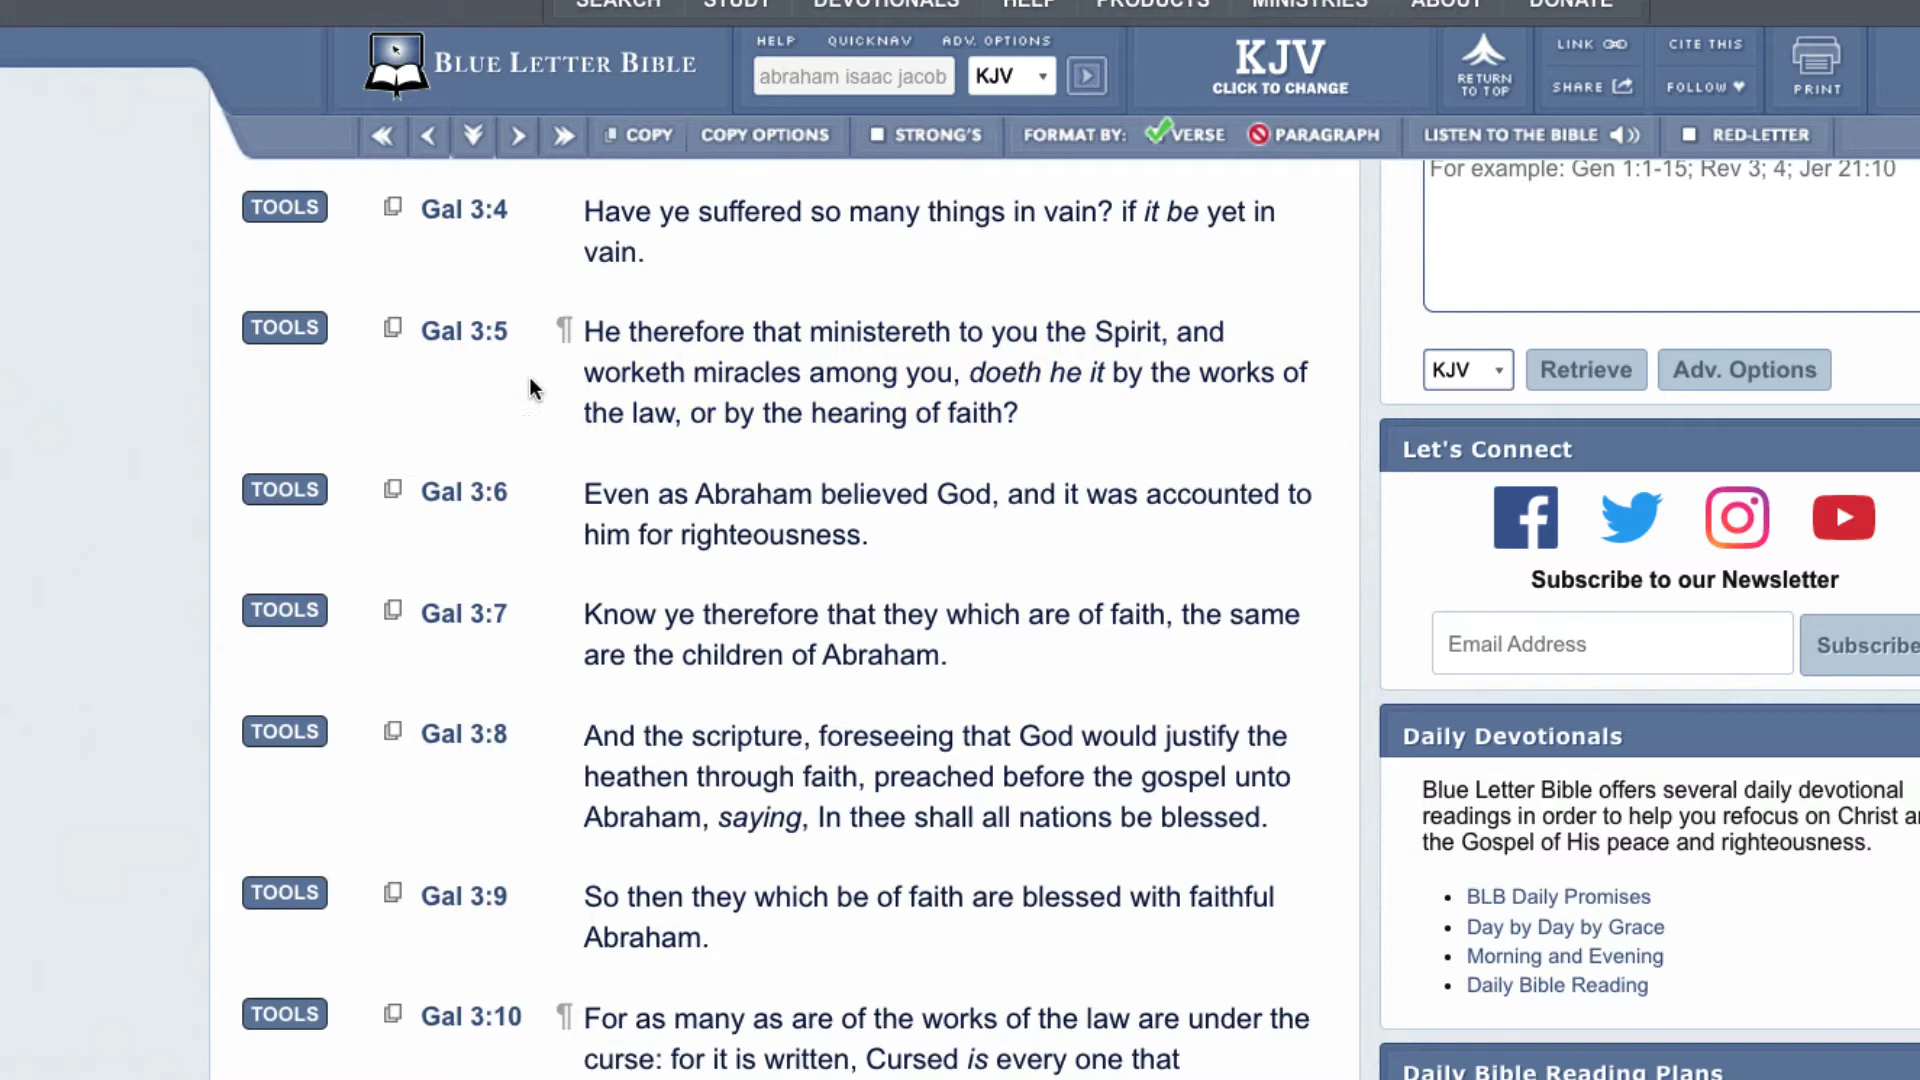 SEARCH STUDY DEVOTIONALS HELP PRODUCTS MINISTRIES ABOUT DONATE
BLUE LETTER BIBLE
HELP QUICKNAV ADV. OPTIONS
abraham isaac jacob KJV
KJV
CLICK TO CHANGE
RETURN
TO TOP
LINK
SHARE
CITE THIS
FOLLOW
PRINT
COPY COPY OPTIONS STRONG'S FORMAT BY: VERSE PARAGRAPH LISTEN TO THE BIBLE RED-LETTER
TOOLS Gal 3:4 Have ye suffered so many things in vain? if it be yet in
vain.
TOOLS Gal 3:5 ¶ He therefore that ministereth to you the Spirit, and
worketh miracles among you, doeth he it by the works of
the law, or by the hearing of faith?
TOOLS Gal 3:6 Even as Abraham believed God, and it was accounted to
him for righteousness.
TOOLS Gal 3:7 Know ye therefore that they which are of faith, the same
are the children of Abraham.
TOOLS Gal 3:8 And the scripture, foreseeing that God would justify the
heathen through faith, preached before the gospel unto
Abraham, saying, In thee shall all nations be blessed.
TOOLS Gal 3:9 So then they which be of faith are blessed with faithful
Abraham.
TOOLS Gal 3:10 ¶ For as many as are of the works of the law are under the
curse: for it is written, Cursed is every one that
For example: Gen 1:1-15; Rev 3; 4; Jer 21:10
KJV Retrieve Adv. Options
Let's Connect
Subscribe to our Newsletter
Email Address Subscribe
Daily Devotionals
Blue Letter Bible offers several daily devotional
readings in order to help you refocus on Christ
the Gospel of His peace and righteousness.
• BLB Daily Promises
• Day by Day by Grace
• Morning and Evening
• Daily Bible Reading
Daily Bible Reading Plans